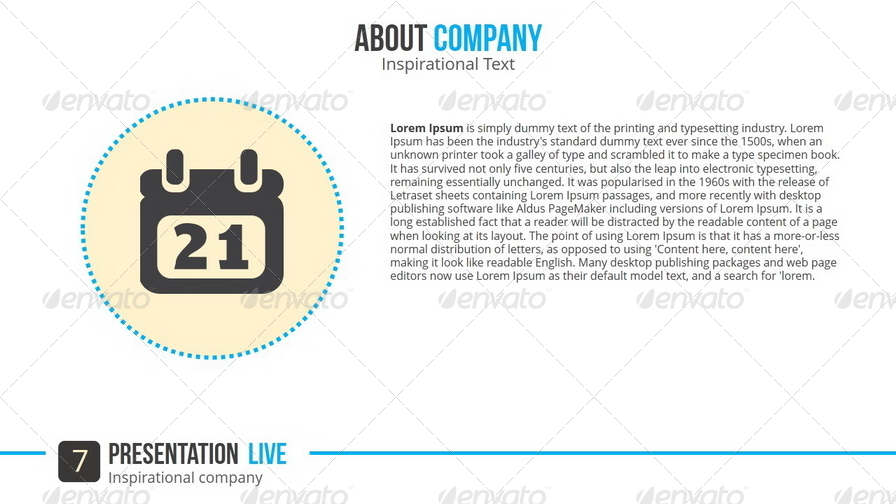 ABOUT COMPANY
Inspirational Text
Lorem Ipsum is simply dummy text of the printing and typesetting industry. Lorem
Ipsum has been the industry's standard dummy text ever since the 1500s, when an
unknown printer took a galley of type and scrambled it to make a type specimen book.
It has survived not only five centuries, but also the leap into electronic typesetting,
remaining essentially unchanged. It was popularised in the 1960s with the release of
Letraset sheets containing Lorem Ipsum passages, and more recently with desktop
publishing software like Aldus PageMaker including versions of Lorem Ipsum. It is a
long established fact that a reader will be distracted by the readable content of a page
when looking at its layout. The point of using Lorem Ipsum is that it has a more-or-less
normal distribution of letters, as opposed to using 'Content here, content here',
making it look like readable English. Many desktop publishing packages and web page
editors now use Lorem Ipsum as their default model text, and a search for 'lorem.
21
7
PRESENTATION LIVE
Inspirational company
envato envato envato envato envato
envato envato envato envato envato
envato envato envato envato envato